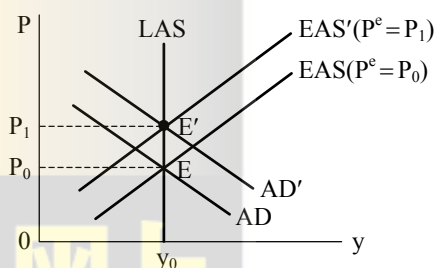 P
LAS
EAS′(Pᵉ=P₁)
EAS(Pᵉ=P₀)
P₁
E′
P₀
E
AD′
AD
0
y₀
y